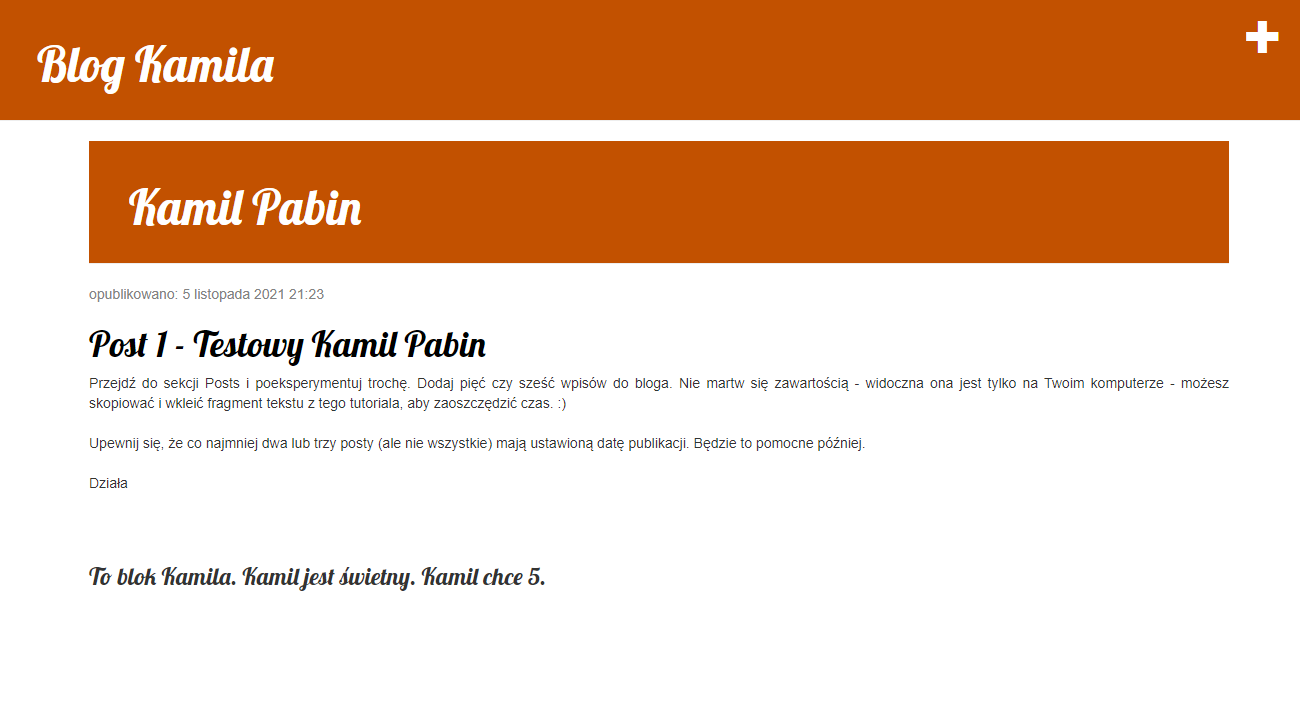 Blog Kamila
Kamil Pabin
opublikowano: 5 listopada 2021 21:23
Post 1 - Testowy Kamil Pabin
Przejdź do sekcji Posts i poeksperymentuj trochę. Dodaj pięć czy sześć wpisów do bloga. Nie martw się zawartością - widoczna ona jest tylko na Twoim komputerze - możesz
skopiować i wkleić fragment tekstu z tego tutoriala, aby zaoszczędzić czas. :)
Upewnij się, że co najmniej dwa lub trzy posty (ale nie wszystkie) mają ustawioną datę publikacji. Będzie to pomocne później.
Działa
To blok Kamila. Kamil jest świetny. Kamil chce 5.